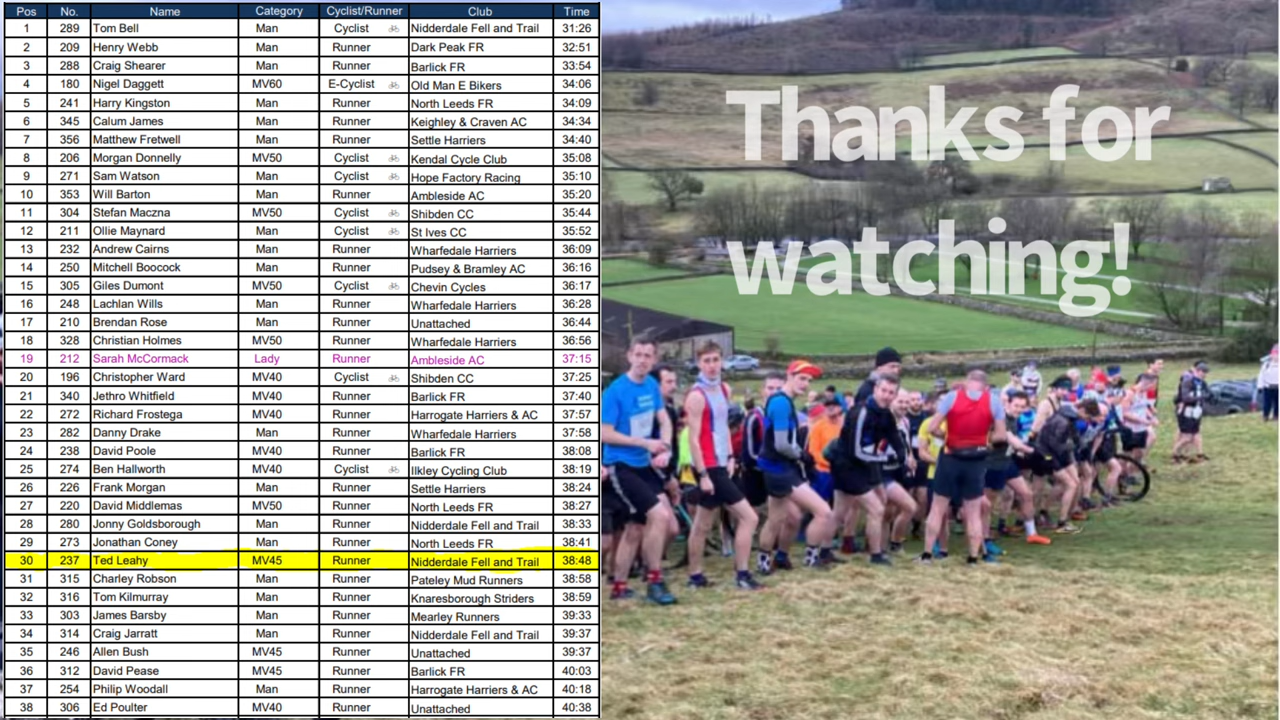 Pos No. Name Category Cyclist/Runner Club Time
1 289 Tom Bell Man Cyclist Nidderdale Fell and Trail 31:26
2 209 Henry Webb Man Runner Dark Peak FR 32:51
3 288 Craig Shearer Man Runner Barlick FR 33:54
4 180 Nigel Daggett MV60 E-Cyclist Old Man E Bikers 34:06
5 241 Harry Kingston Man Runner North Leeds FR 34:09
6 345 Calum James Man Runner Keighley & Craven AC 34:34
7 356 Matthew Fretwell Man Runner Settle Harriers 34:40
8 206 Morgan Donnelly MV50 Cyclist Kendal Cycle Club 35:08
9 271 Sam Watson Man Cyclist Hope Factory Racing 35:10
10 353 Will Barton Man Runner Ambleside AC 35:20
11 304 Stefan Maczna MV50 Cyclist Shibden CC 35:44
12 211 Ollie Maynard Man Cyclist St Ives CC 35:52
13 232 Andrew Cairns Man Runner Wharfedale Harriers 36:09
14 250 Mitchell Boocock Man Runner Pudsey & Bramley AC 36:16
15 305 Giles Dumont MV50 Cyclist Chevin Cycles 36:17
16 248 Lachlan Wills Man Runner Wharfedale Harriers 36:28
17 210 Brendan Rose Man Runner Unattached 36:44
18 328 Christian Holmes MV50 Runner Wharfedale Harriers 36:56
19 212 Sarah McCormack Lady Runner Ambleside AC 37:15
20 196 Christopher Ward MV40 Cyclist Shibden CC 37:25
21 340 Jethro Whitfield MV40 Runner Barlick FR 37:40
22 272 Richard Frostega MV40 Runner Harrogate Harriers & AC 37:57
23 282 Danny Drake Man Runner Wharfedale Harriers 37:58
24 238 David Poole MV40 Runner Barlick FR 38:08
25 274 Ben Hallworth MV40 Cyclist Ilkley Cycling Club 38:19
26 226 Frank Morgan Man Runner Settle Harriers 38:24
27 220 David Middlemas MV50 Runner North Leeds FR 38:27
28 280 Jonny Goldsborough Man Runner Nidderdale Fell and Trail 38:33
29 273 Jonathan Coney Man Runner North Leeds FR 38:41
30 237 Ted Leahy MV45 Runner Nidderdale Fell and Trail 38:48
31 315 Charley Robson Man Runner Pateley Mud Runners 38:58
32 316 Tom Kilmurray Man Runner Knaresborough Striders 38:59
33 303 James Barsby Man Runner Mearley Runners 39:33
34 314 Craig Jarratt Man Runner Nidderdale Fell and Trail 39:37
35 246 Allen Bush MV45 Runner Unattached 39:37
36 312 David Pease MV45 Runner Barlick FR 40:03
37 254 Philip Woodall Man Runner Harrogate Harriers & AC 40:18
38 306 Ed Poulter MV40 Runner Unattached 40:38
Thanks for
watching!